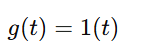 g(t) = 1(t)